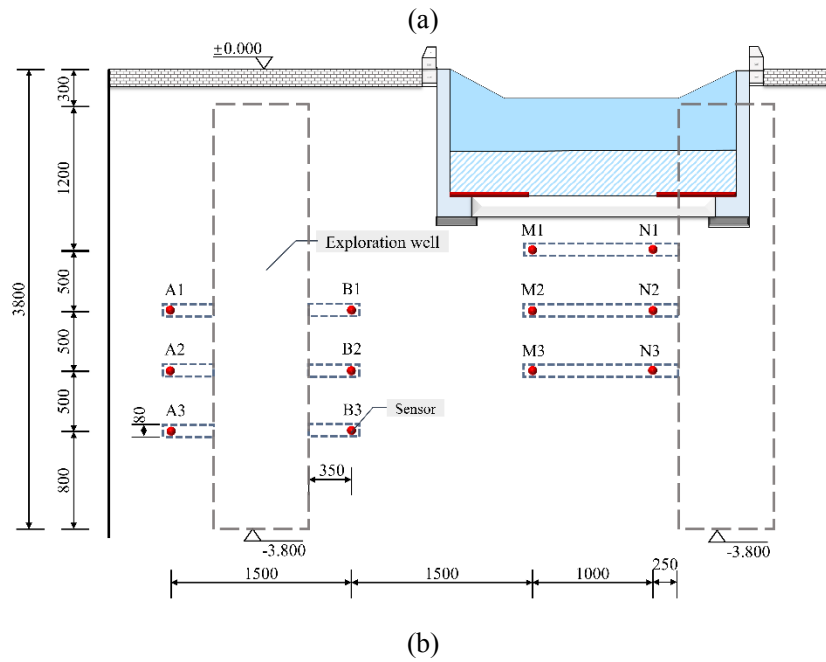 (a)
±0.000
300
1200
500
500
500
800
3800
Exploration well
M1 N1
A1 B1 M2 N2
A2 B2 M3 N3
A3 B3
80
Sensor
350
-3.800 -3.800
1500 1500 1000 250
(b)